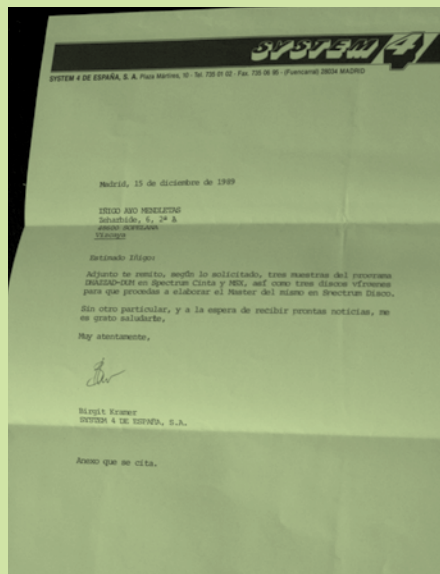 SYSTEM 4
SYSTEM 4 DE ESPAÑA, S. A. Plaza Mártires, 10 - Tel. 735 01 02 - Fax. 735 06 95 - (Fuencarral) 28034 MADRID
Madrid, 15 de diciembre de 1989
IÑIGO AYO MENDLETAS
2ª A
Vizcaya
Estimado Iñigo:
Adjunto te remito, según lo solicitado, tres muestras del programa
en Spectrum Cinta y MSX, así como tres discos vírgenes
para que procedas a elaborar el Master del mismo en Spectrum Disco.
Sin otro particular, y a la espera de recibir prontas noticias, me
es grato saludarte,
Muy atentamente,
Birgit Kramer
SYSTEM 4 DE ESPAÑA, S.A.
Anexo que se cita.